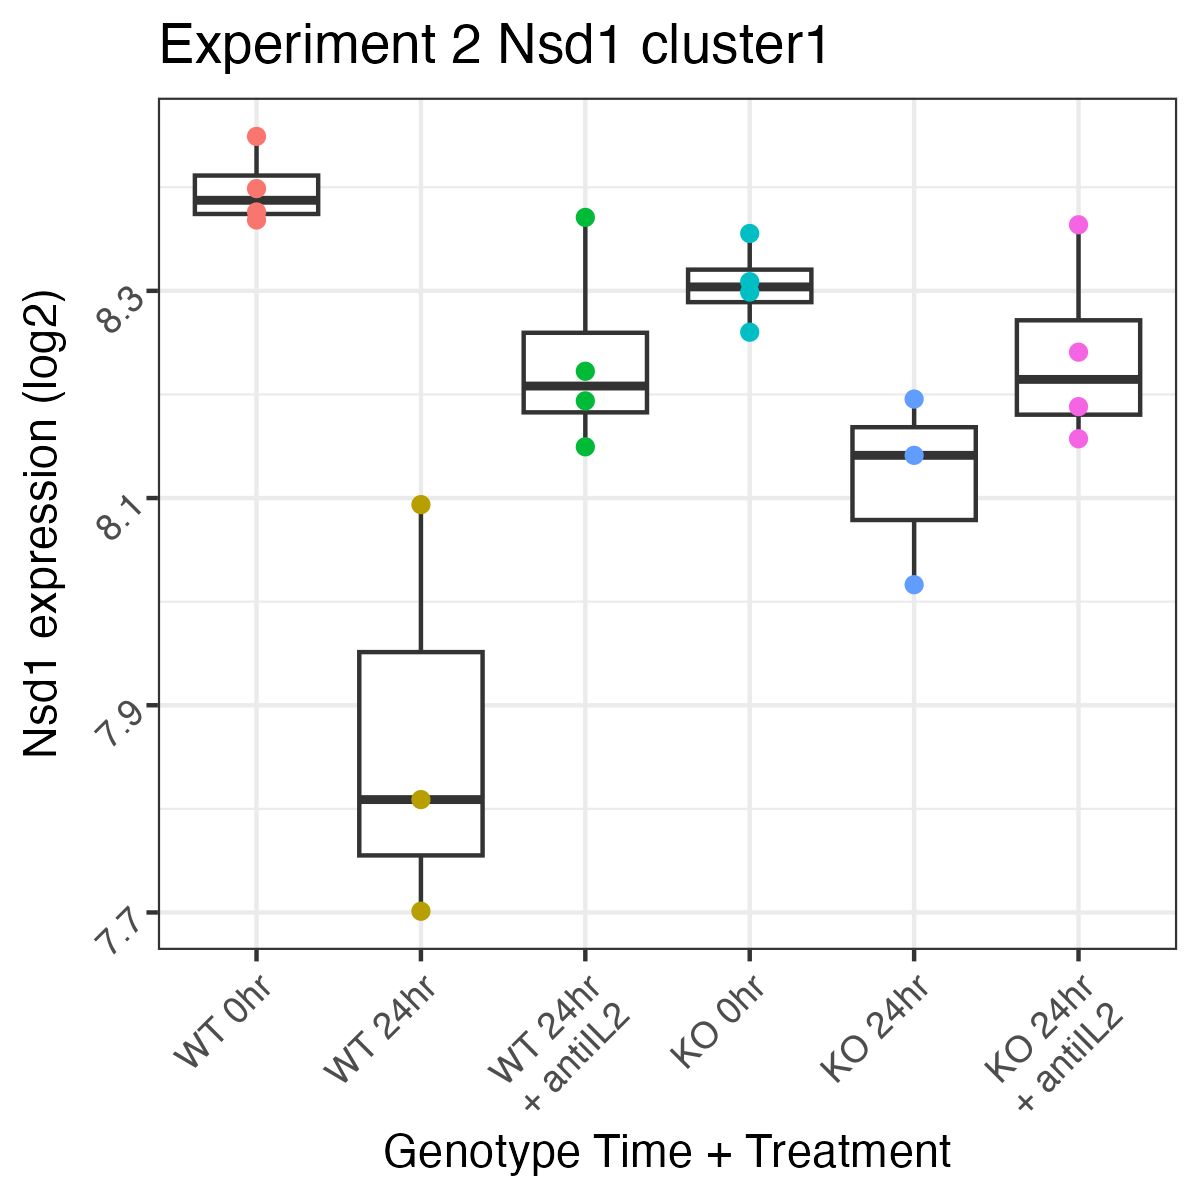 Experiment 2 Nsd1 cluster1
Nsd1 expression (log2)
8.3
8.1
7.9
7.7
WT 0hr
WT 24hr
WT 24hr
+ antiIL2
KO 0hr
KO 24hr
KO 24hr
+ antiIL2
Genotype Time + Treatment